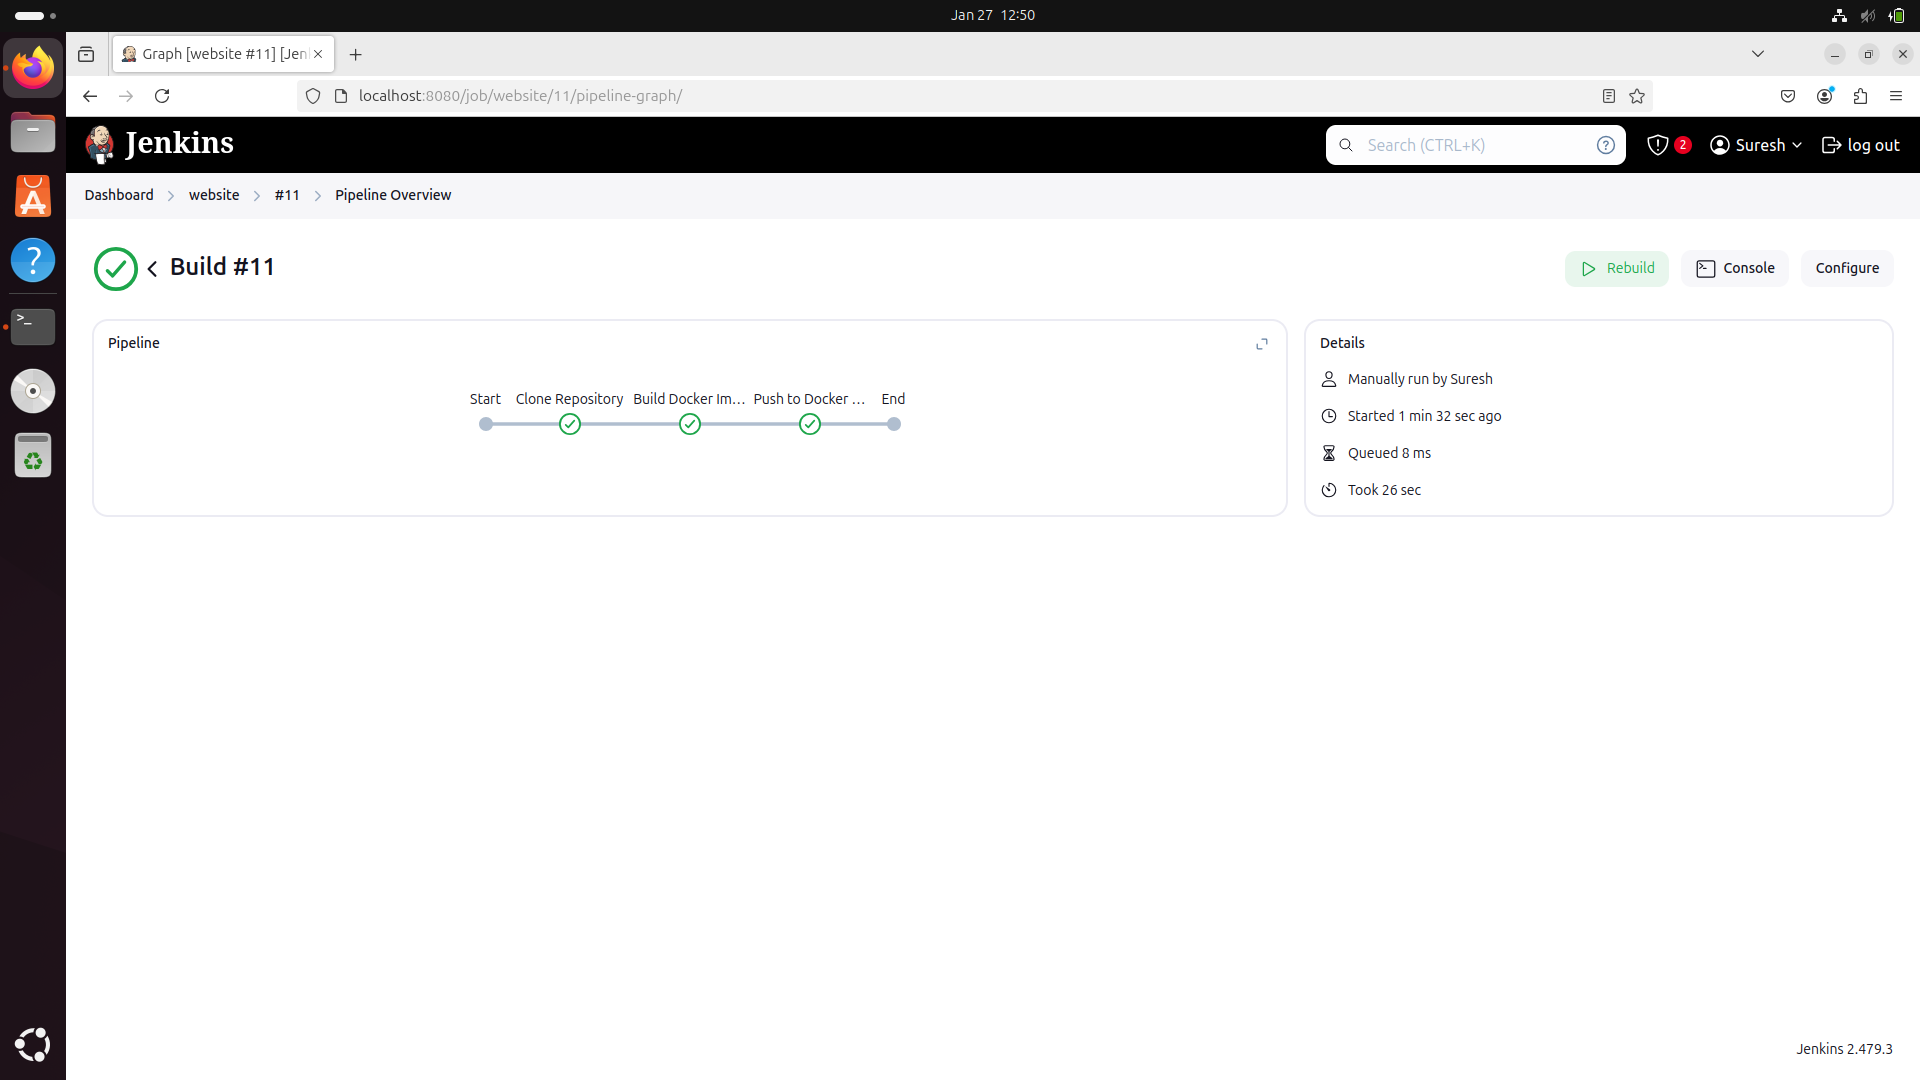 Jan 27 12:50
Graph [website #11] [Jen
localhost:8080/job/website/11/pipeline-graph/
Jenkins
Search (CTRL+K)
?
2
Suresh
log out
Dashboard
website
#11
Pipeline Overview
Build #11
Rebuild
Console
Configure
Pipeline
Start
Clone Repository
Build Docker Im...
Push to Docker ...
End
Details
Manually run by Suresh
Started 1 min 32 sec ago
Queued 8 ms
Took 26 sec
Jenkins 2.479.3